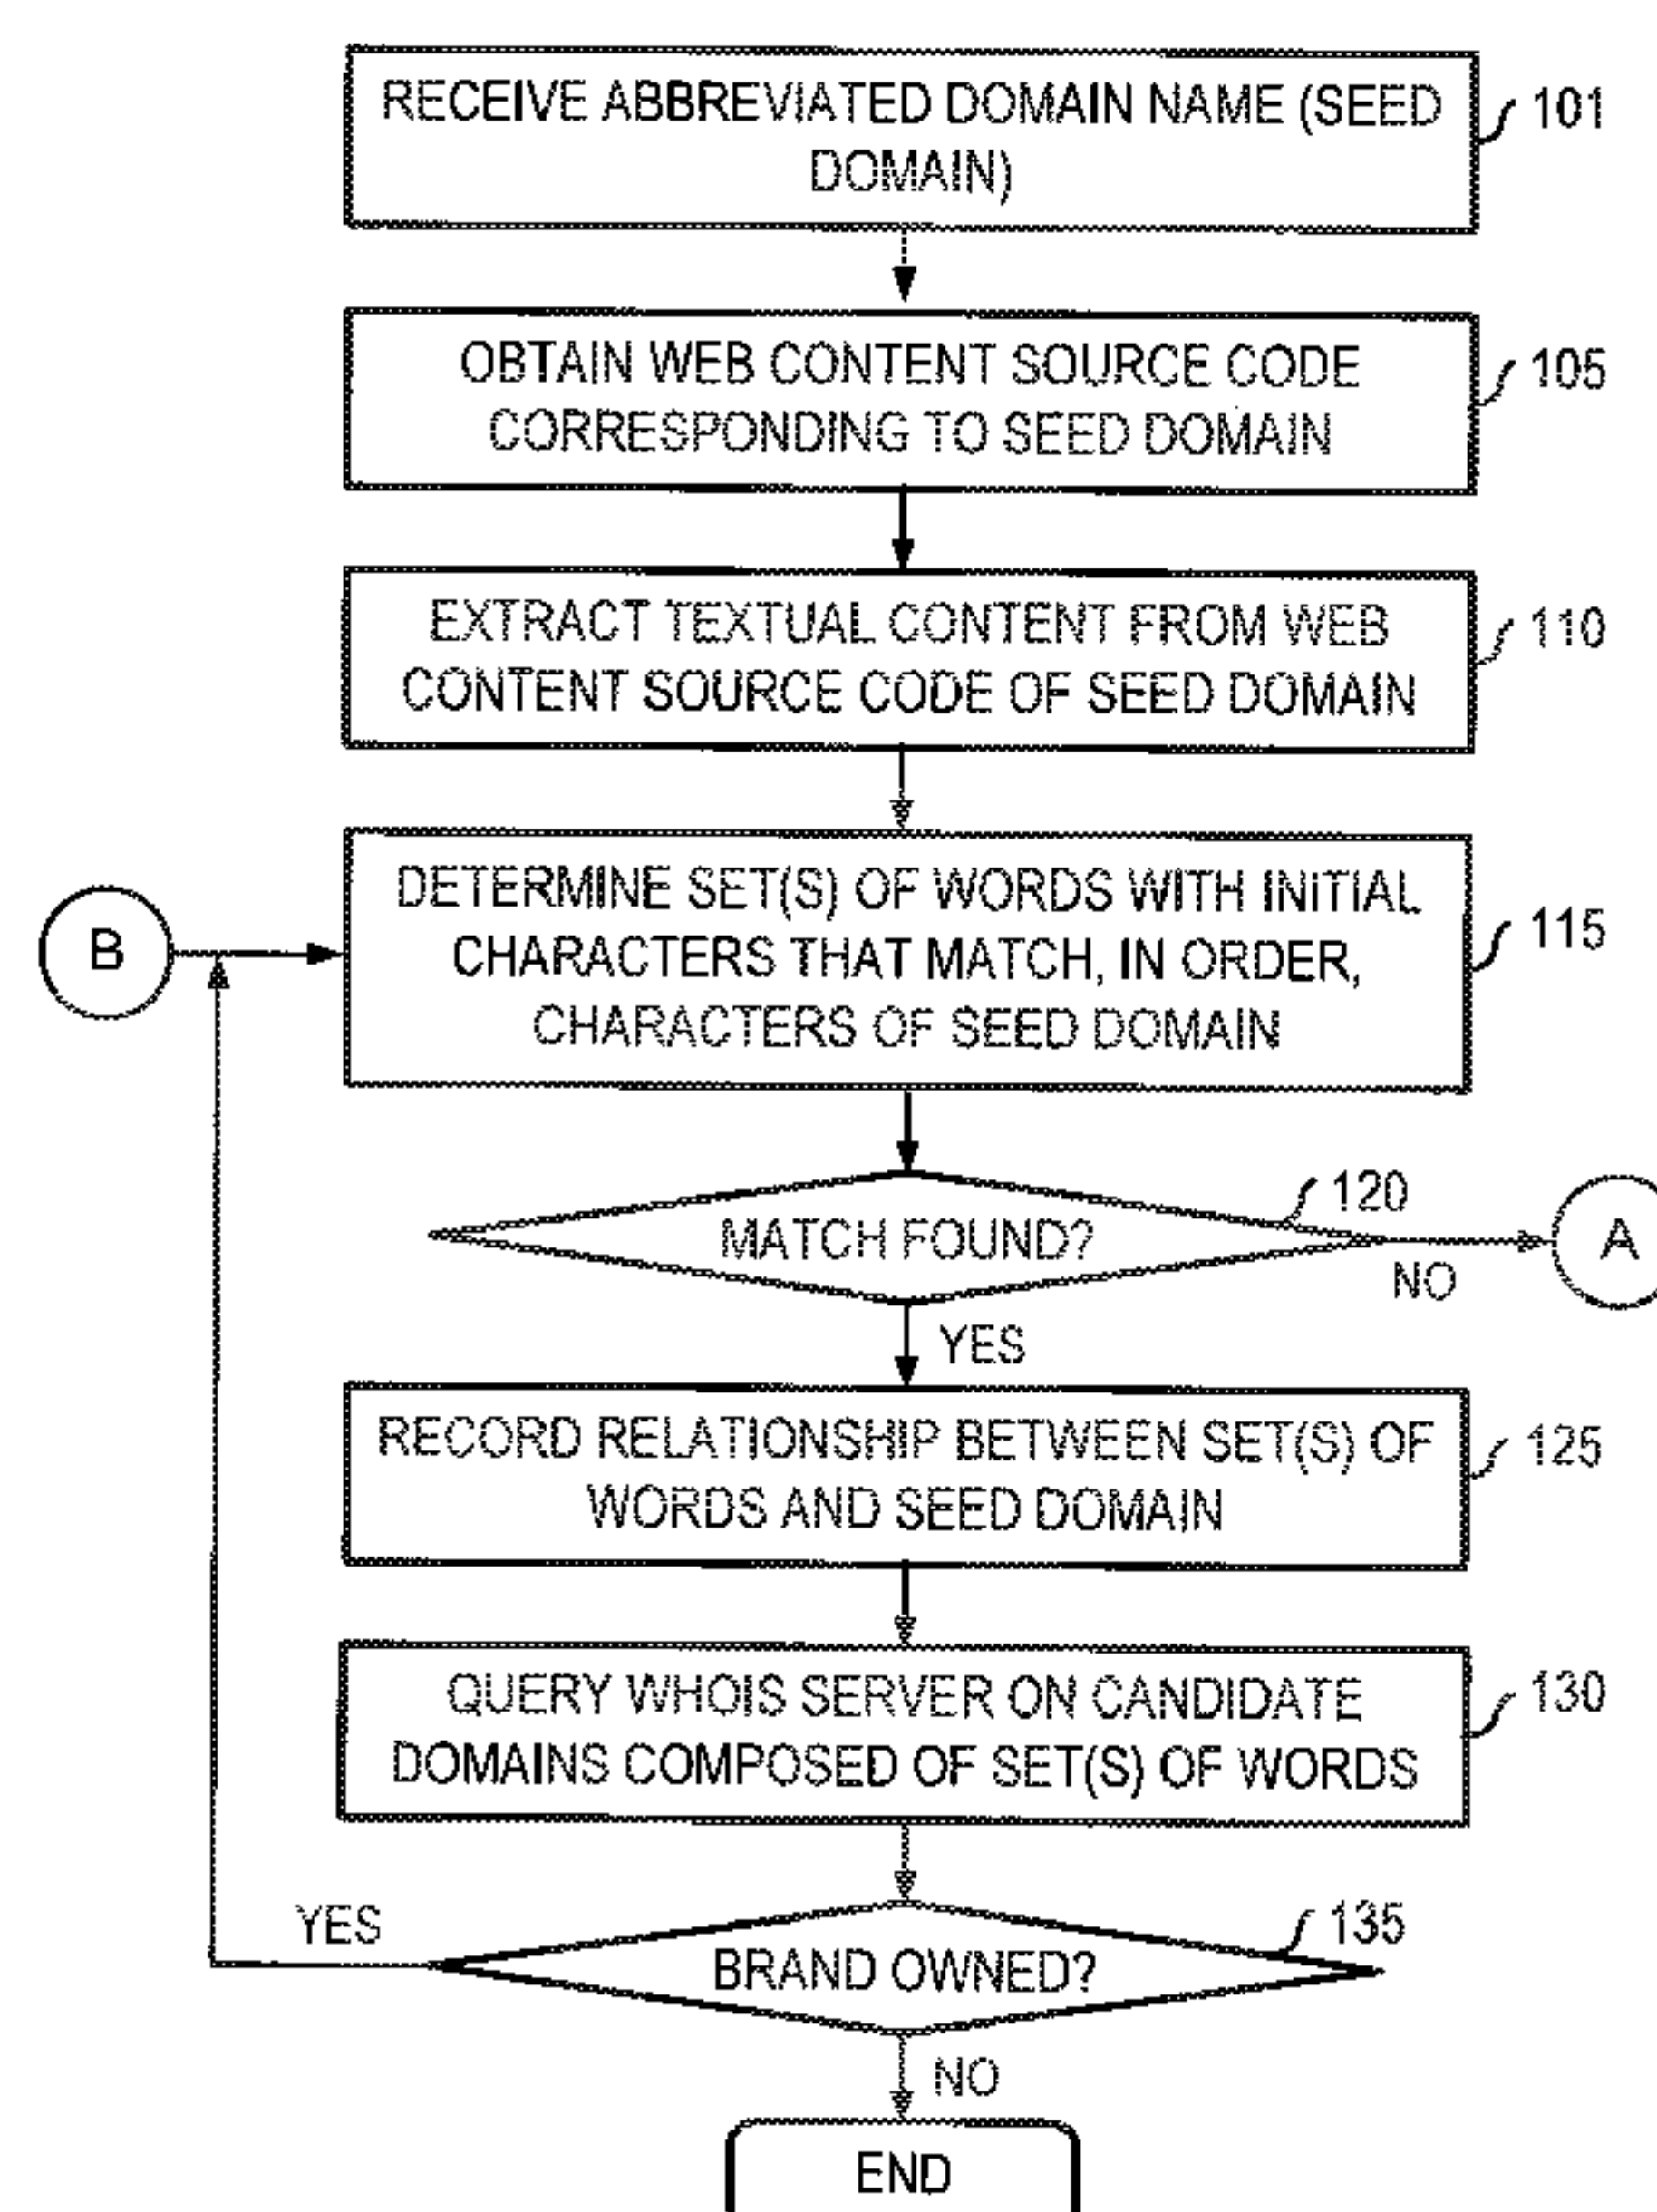 RECEIVE ABBREVIATED DOMAIN NAME (SEED
DOMAIN)
101
OBTAIN WEB CONTENT SOURCE CODE
CORRESPONDING TO SEED DOMAIN
105
EXTRACT TEXTUAL CONTENT FROM WEB
CONTENT SOURCE CODE OF SEED DOMAIN
110
DETERMINE SET(S) OF WORDS WITH INITIAL
CHARACTERS THAT MATCH, IN ORDER,
CHARACTERS OF SEED DOMAIN
115
B
MATCH FOUND?
120
A
NO
YES
RECORD RELATIONSHIP BETWEEN SET(S) OF
WORDS AND SEED DOMAIN
125
QUERY WHOIS SERVER ON CANDIDATE
DOMAINS COMPOSED OF SET(S) OF WORDS
130
YES
BRAND OWNED?
135
NO
END